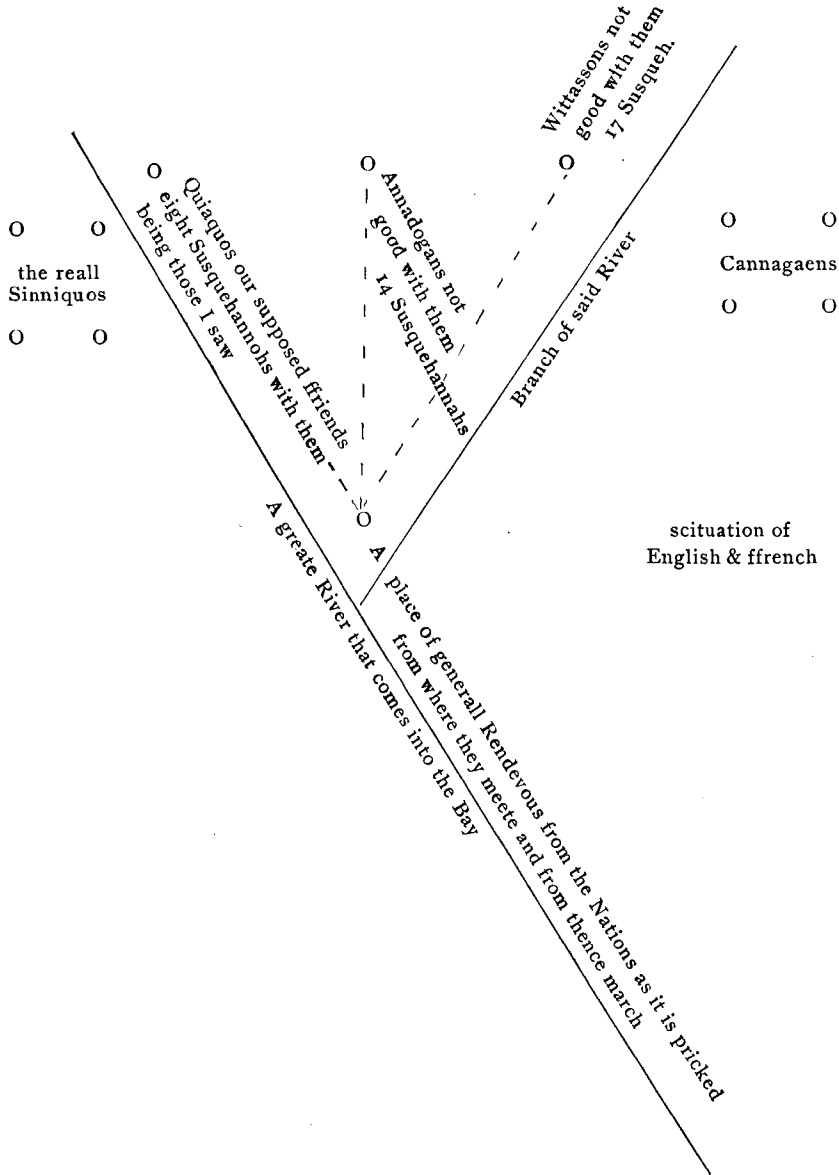 Wittassons not
good with them
17 Susqueh.
Quiaquos our supposed ffriends
eight Susquehannohs with them
being those I saw
Annadogans not
good with them
14 Susquehannahs
O
O
O
O O
the reall
Sinniquos
O O
O O
Cannagaens
O O
Branch of said River
O
scituation of
English & ffrench
A greate River that comes into the Bay
A place of generall Rendevous from the Nations as it is pricked
from where they meete and from thence march